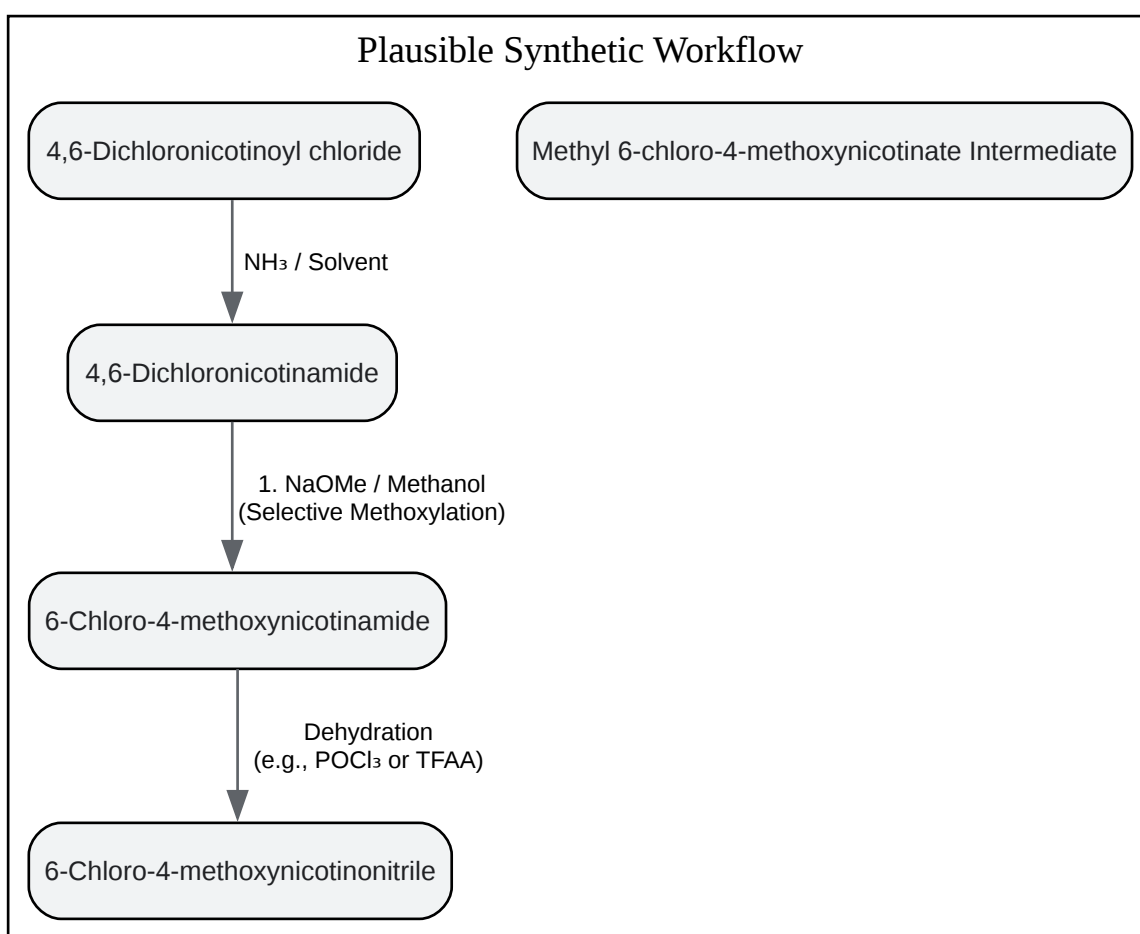 Plausible Synthetic Workflow
4,6-Dichloronicotinoyl chloride
Methyl 6-chloro-4-methoxynicotinate Intermediate
NH₃ / Solvent
4,6-Dichloronicotinamide
1. NaOMe / Methanol
(Selective Methoxylation)
6-Chloro-4-methoxynicotinamide
Dehydration
(e.g., POCl₃ or TFAA)
6-Chloro-4-methoxynicotinonitrile